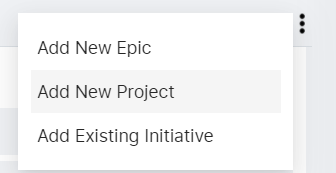 Add New Epic
Add New Project
Add Existing Initiative